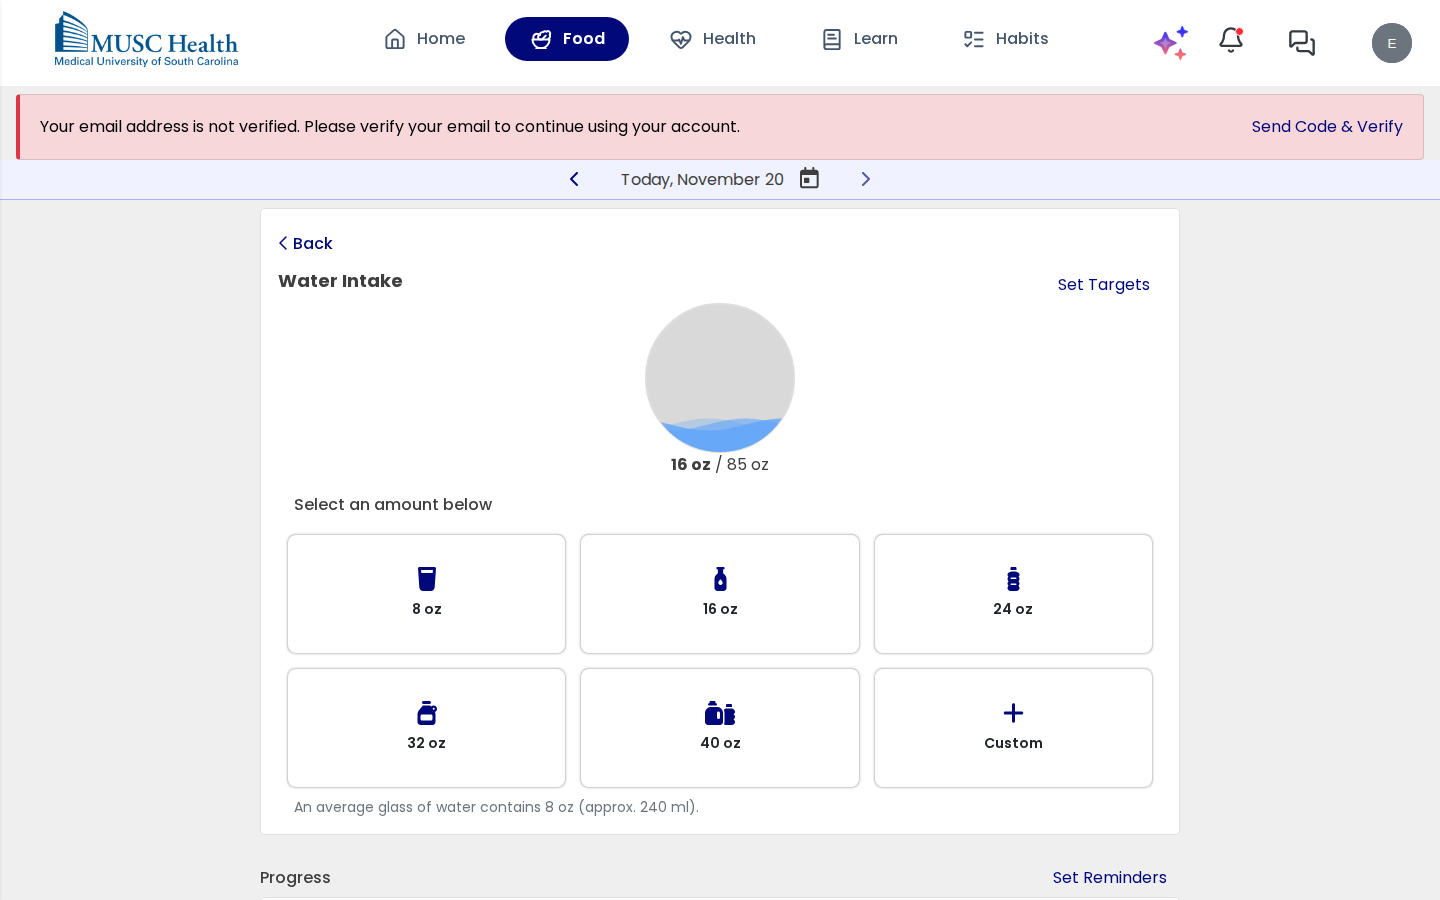 MUSC Health
Medical University of South Carolina
Home
Food
Health
Learn
Habits
E
Your email address is not verified. Please verify your email to continue using your account.
Send Code & Verify
Today, November 20
Back
Water Intake
Set Targets
16 oz / 85 oz
Select an amount below
8 oz
16 oz
24 oz
32 oz
40 oz
Custom
An average glass of water contains 8 oz (approx. 240 ml).
Progress
Set Reminders